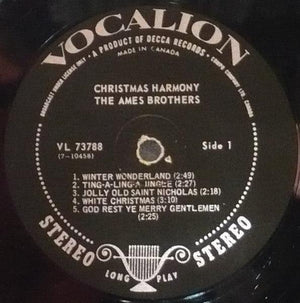 VOCALION
• A PRODUCT OF DECCA RECORDS •
MADE IN CANADA
CHRISTMAS HARMONY
THE AMES BROTHERS
VL 73788
Side 1
(7-10458)
1. WINTER WONDERLAND (2:49)
2. TING-A-LING-A JINGLE (2:27)
3. JOLLY OLD SAINT NICHOLAS (2:18)
4. WHITE CHRISTMAS (3:10)
5. GOD REST YE MERRY GENTLEMEN
(2:25)
STEREO
LONG PLAY
STEREO